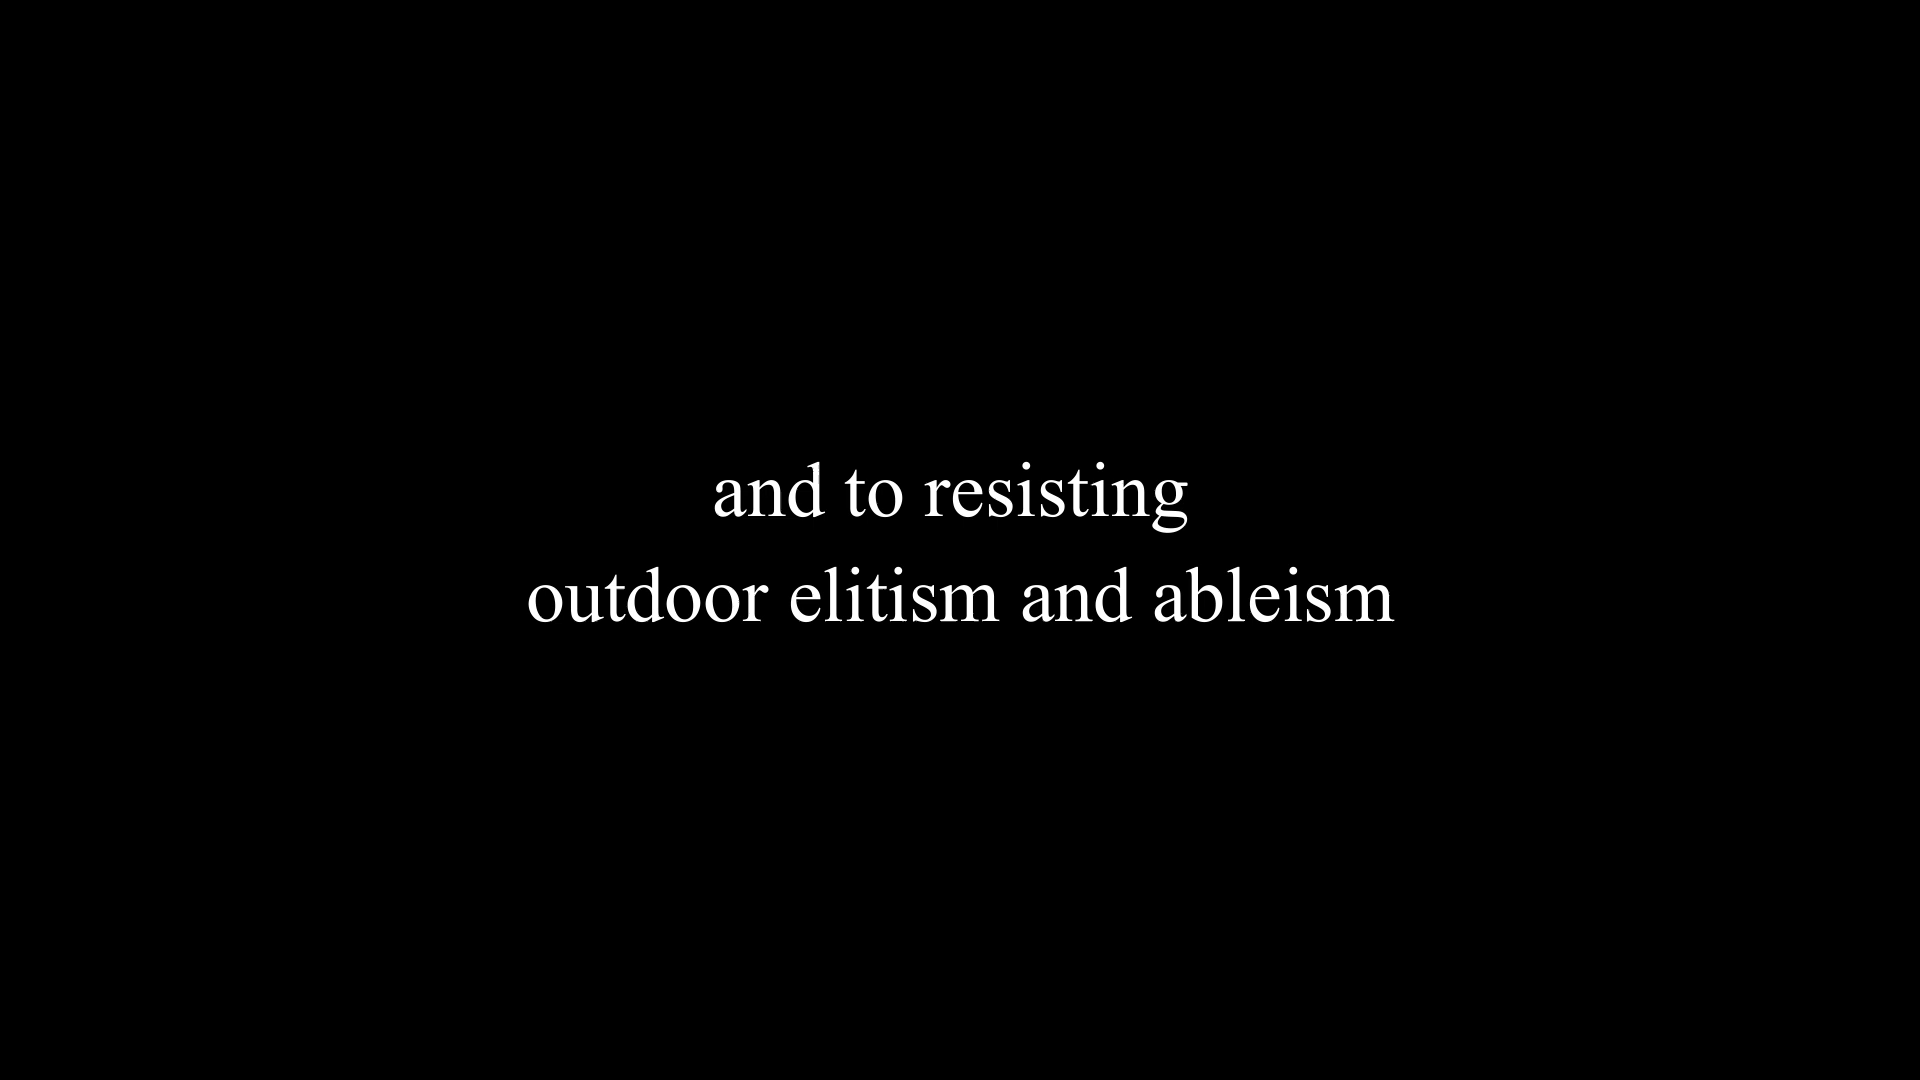 and to resisting
outdoor elitism and ableism